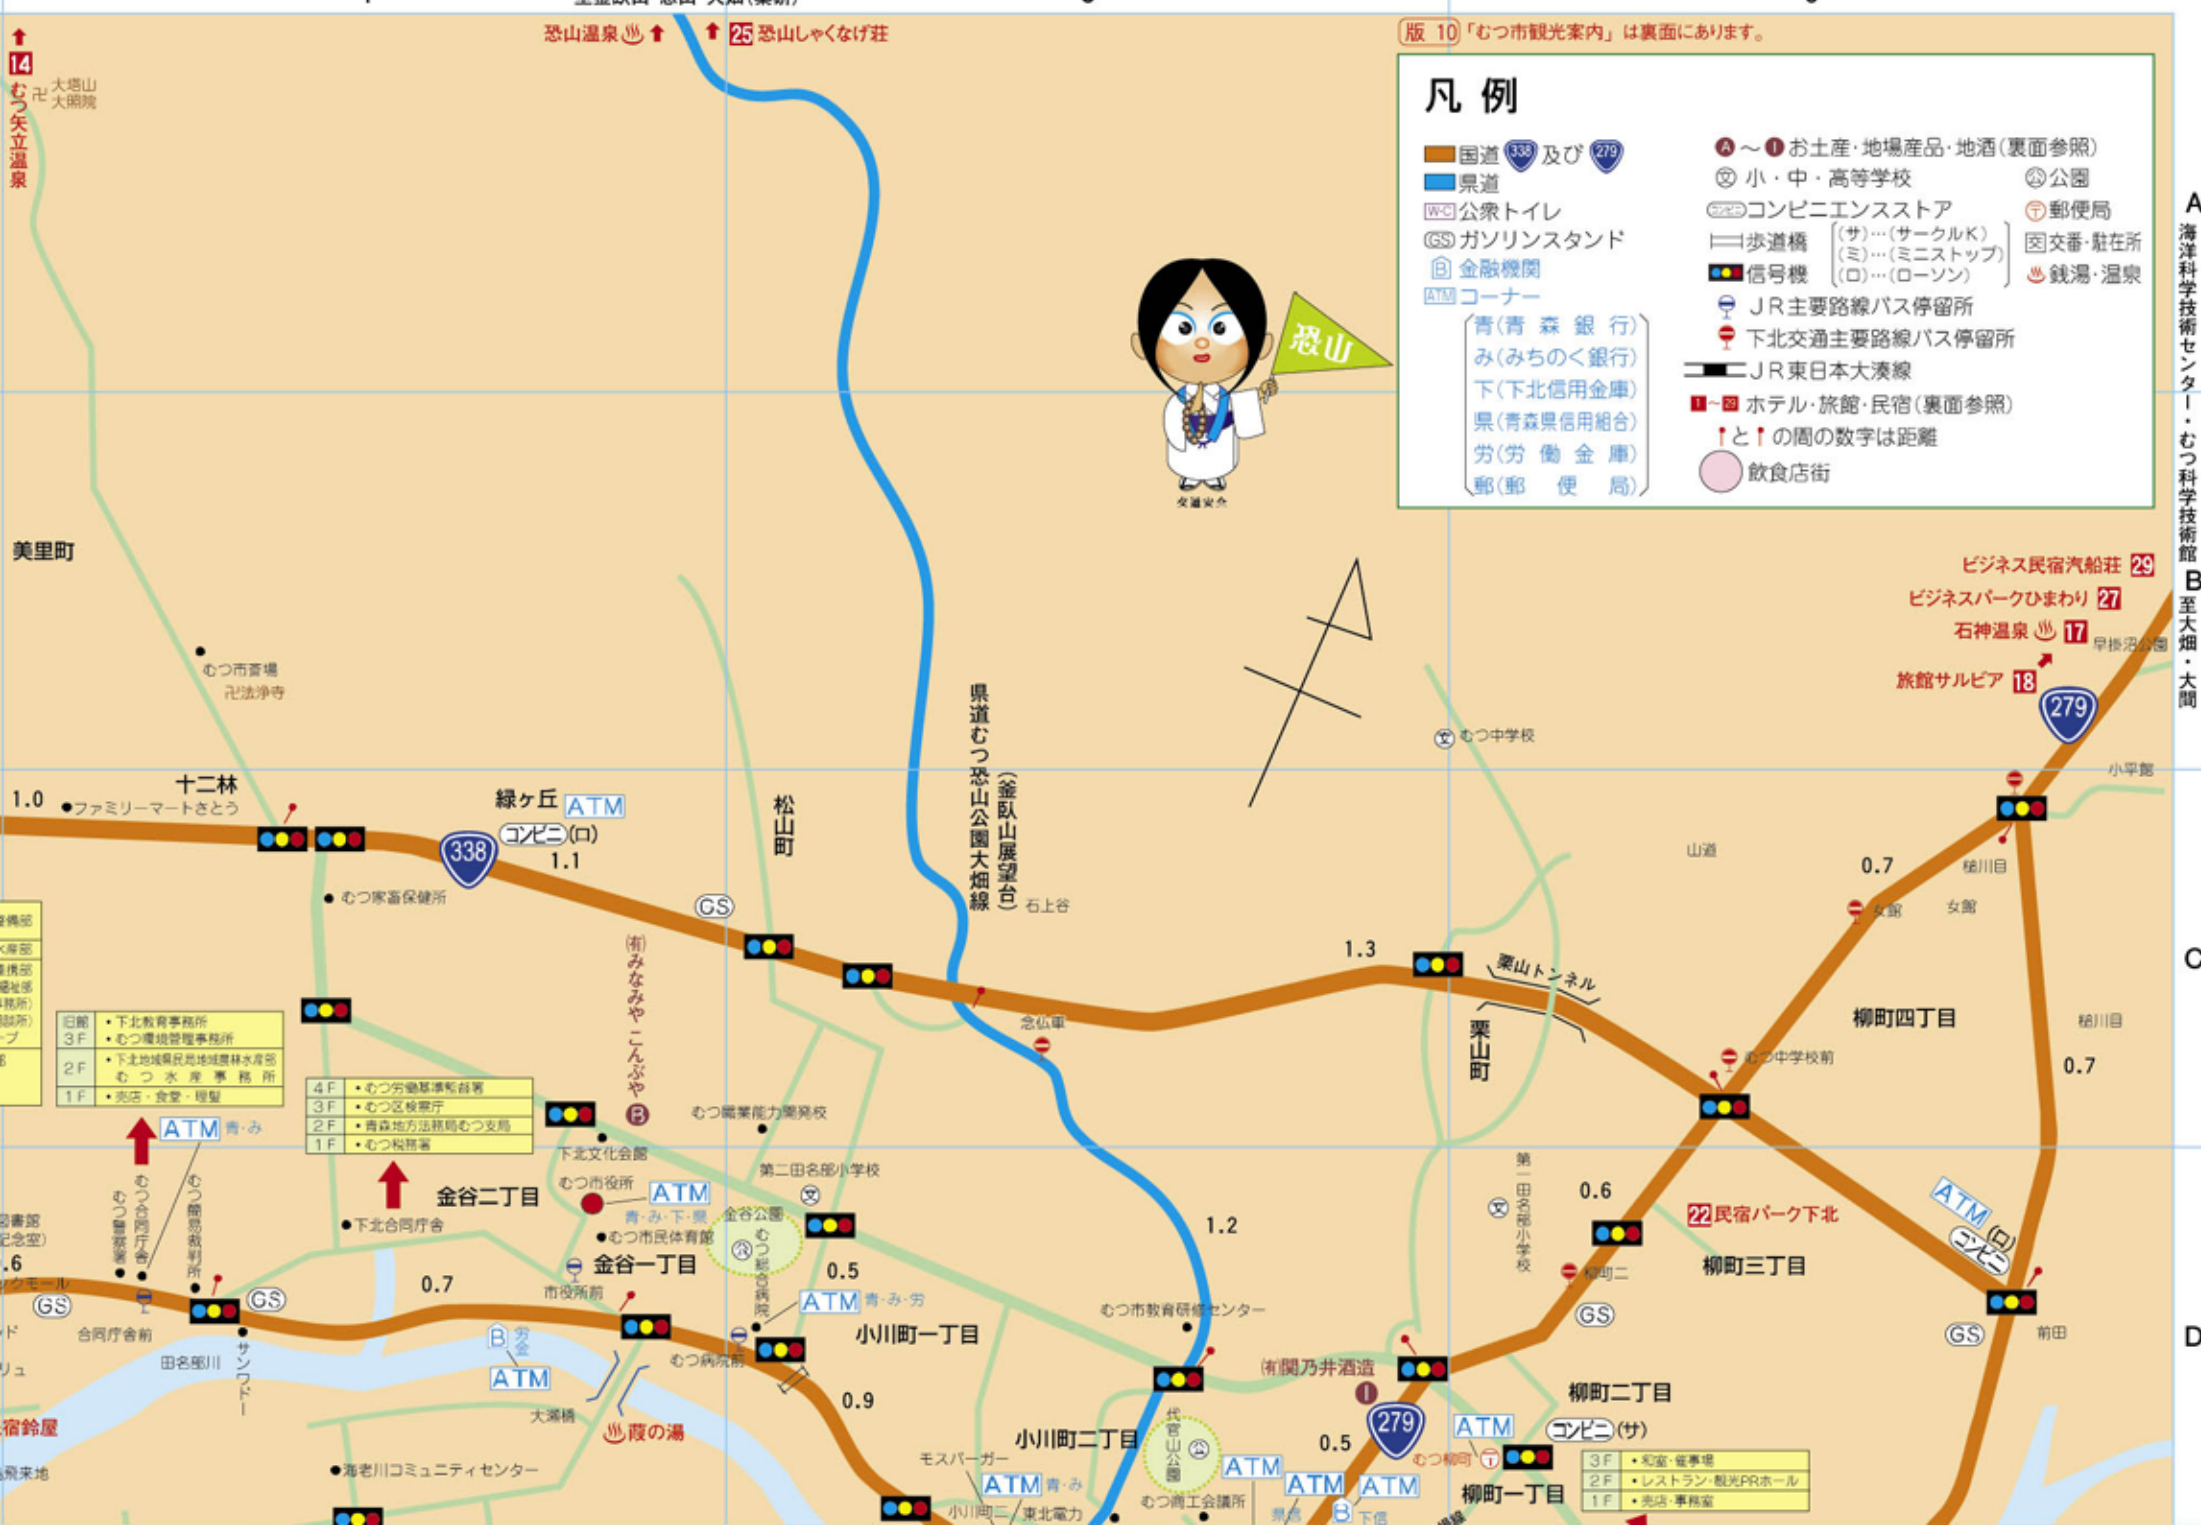 恐山温泉
25 恐山しゃくなげ荘
14
むつ矢立温泉
卍 大塔山
大照院
版 10 「むつ市観光案内」は裏面にあります。
凡 例
国道 338 及び 279
県道
W・C 公衆トイレ
GS ガソリンスタンド
B 金融機関
ATM コーナー
青(青 森 銀 行)
み(みちのく銀行)
下(下北信用金庫)
県(青森県信用組合)
労(労 働 金 庫)
郵(郵 便 局)
A〜I お土産・地場産品・地酒(裏面参照)
文 小・中・高等学校
公 公園
コンビニ コンビニエンスストア
〒 郵便局
歩道橋
(サ)…(サークルK)
(ミ)…(ミニストップ)
(ロ)…(ローソン)
交 交番・駐在所
信号機
銭湯・温泉
JR主要路線バス停留所
下北交通主要路線バス停留所
JR東日本大湊線
1〜29 ホテル・旅館・民宿(裏面参照)
と の間の数字は距離
飲食店街
A
海洋科学技術センター・むつ科学技術館
B
至大畑・大間
C
D
恐山
交通安全
美里町
ビジネス民宿汽船荘 29
ビジネスパークひまわり 27
石神温泉 17
早掛沼公園
旅館サルビア 18
279
むつ市斎場
卍法浄寺
県道むつ恐山公園大畑線
(釜臥山展望台)
文 むつ中学校
小平館
十二林
1.0
ファミリーマートさとう
緑ヶ丘 ATM
コンビニ (ロ)
338
1.1
松山町
山道
0.7
樋川目
むつ家畜保健所
GS
石上谷
女館
女館
㈲みなみや こんぶや B
1.3
栗山トンネル
栗山町
念仏車
柳町四丁目
樋川目
むつ中学校前
0.7
旧館 ・下北教育事務所
3F ・むつ環境管理事務所
2F ・下北地域県民局地域農林水産部
むつ水産事務所
1F ・売店・食堂・理髪
4F ・むつ労働基準監督署
3F ・むつ区検察庁
2F ・青森地方法務局むつ支局
1F ・むつ税務署
ATM 青・み
むつ職業能力開発校
下北文化会館
第二田名部小学校
文
むつ警察署
むつ合同庁舎
むつ簡易裁判所
金谷二丁目
むつ市役所
ATM
青・み・下・県
下北合同庁舎
むつ市民体育館
金谷公園
公
むつ総合病院
第一田名部小学校
文
0.6
22 民宿パーク下北
柳町三丁目
ATM
コンビニ (ロ)
1.2
金谷一丁目
市役所前
0.5
ATM 青・み・労
GS
GS
0.7
合同庁舎前
田名部川
サンワドー
B 労金
ATM
むつ病院前
小川町一丁目
むつ市教育研修センター
柳町二
GS
GS
前田
㈲関乃井酒造
I
柳町二丁目
大瀬橋
葭の湯
0.9
小川町二丁目
代官山公園
公
279
0.5
ATM
コンビニ (サ)
むつ柳町 〒
柳町一丁目
3F ・和室・催事場
2F ・レストラン・観光PRホール
1F ・売店・事務室
宿鈴屋
飛来地
海老川コミュニティセンター
モスバーガー
ATM 青・み
小川町二
東北電力
むつ商工会議所
ATM
ATM
県信
ATM
B 下信